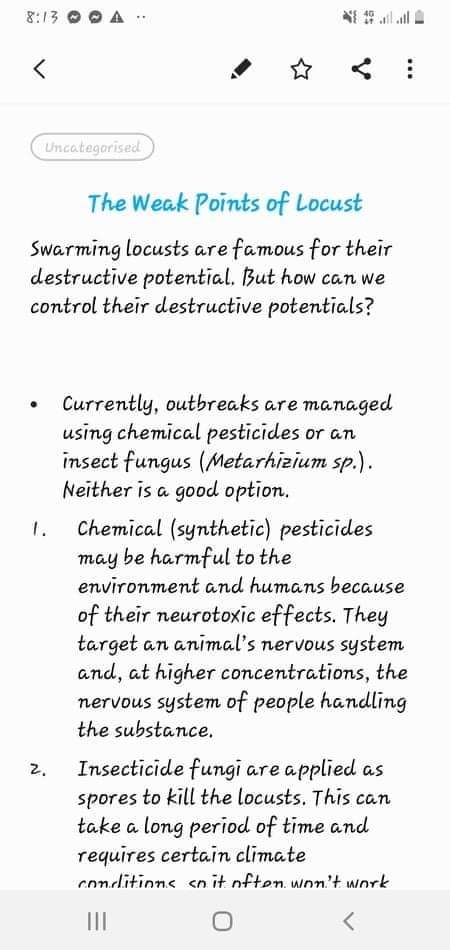 8:13
4G
Uncategorised
The Weak Points of Locust
Swarming locusts are famous for their
destructive potential. But how can we
control their destructive potentials?
• Currently, outbreaks are managed
using chemical pesticides or an
insect fungus (Metarhizium sp.).
Neither is a good option.
1. Chemical (synthetic) pesticides
may be harmful to the
environment and humans because
of their neurotoxic effects. They
target an animal's nervous system
and, at higher concentrations, the
nervous system of people handling
the substance.
2. Insecticide fungi are applied as
spores to kill the locusts. This can
take a long period of time and
requires certain climate
conditions, so it often won't work